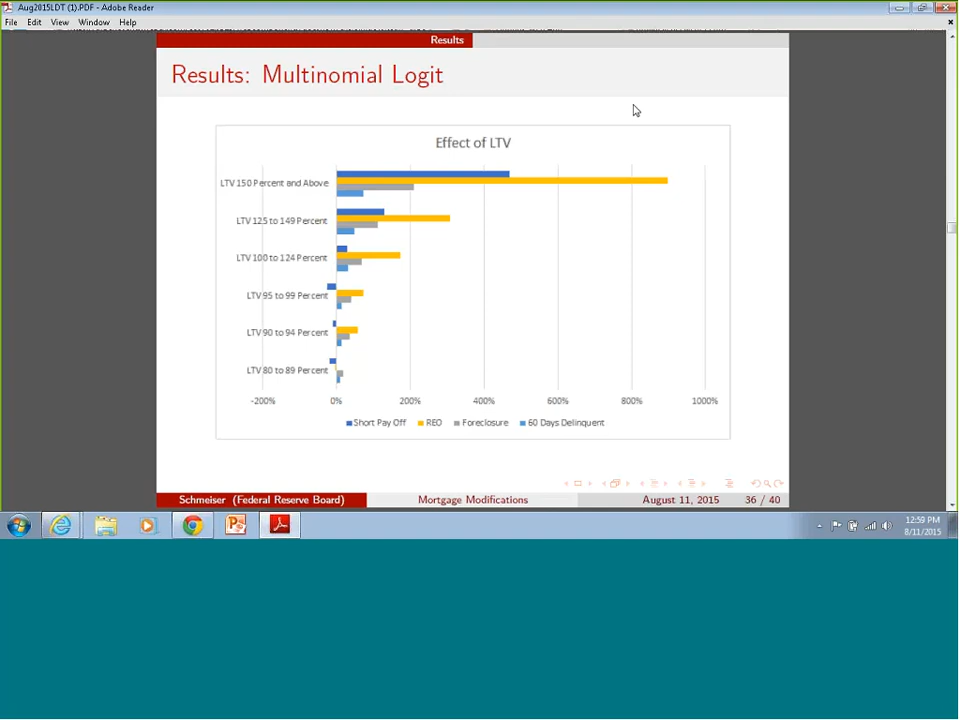 Aug2015LDT (1).PDF - Adobe Reader
File Edit View Window Help
Results
Results: Multinomial Logit
Effect of LTV
LTV 150 Percent and Above
LTV 125 to 149 Percent
LTV 100 to 124 Percent
LTV 95 to 99 Percent
LTV 90 to 94 Percent
LTV 80 to 89 Percent
-200% 0% 200% 400% 600% 800% 1000%
Short Pay Off REO Foreclosure 60 Days Delinquent
Schmeiser (Federal Reserve Board) Mortgage Modifications August 11, 2015 36 / 40
12:59 PM
8/11/2015